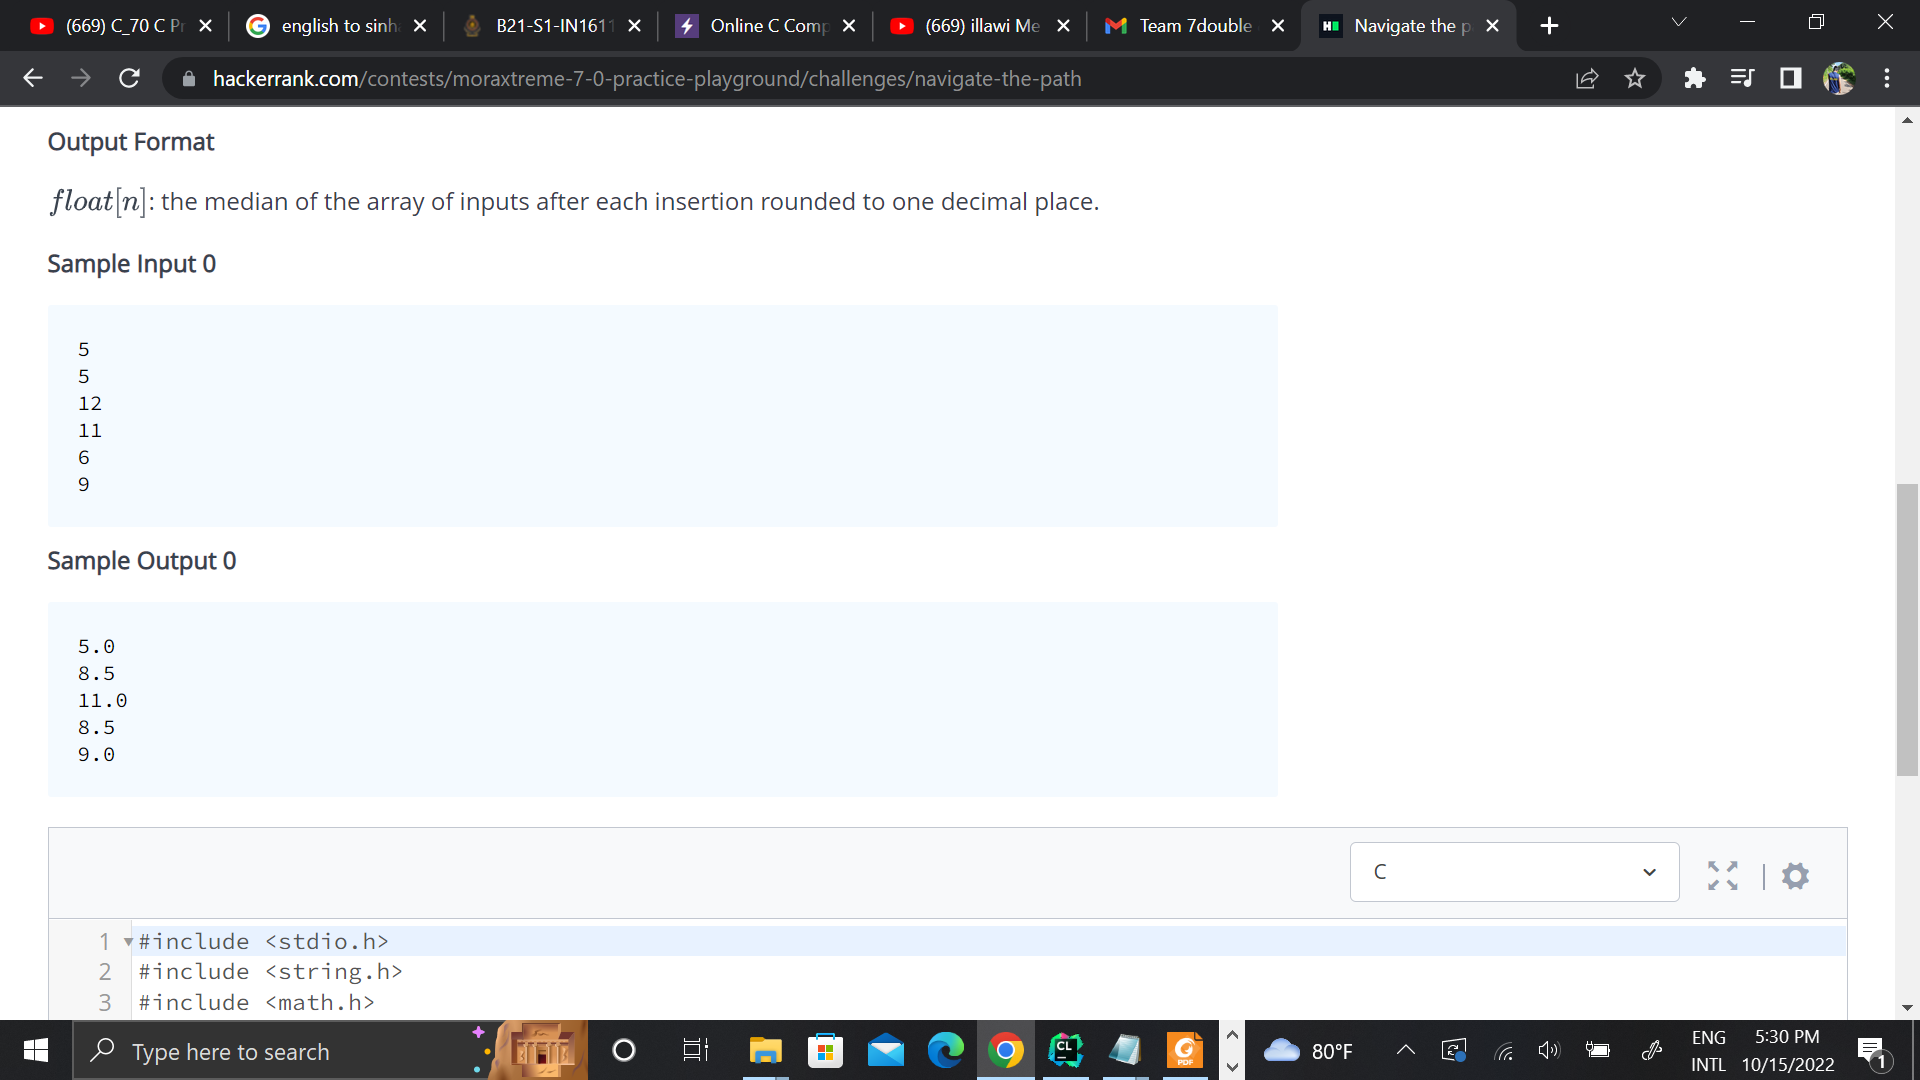 (669) C_70 C Pr
english to sinh
B21-S1-IN1611
Online C Comp
(669) illawi Me
Team 7double
Navigate the p
hackerrank.com/contests/moraxtreme-7-0-practice-playground/challenges/navigate-the-path
Output Format
float[n]: the median of the array of inputs after each insertion rounded to one decimal place.
Sample Input 0
5
5
12
11
6
9
Sample Output 0
5.0
8.5
11.0
8.5
9.0
C
1 #include <stdio.h>
2 #include <string.h>
3 #include <math.h>
Type here to search
CL
PDF
80°F
ENG
INTL
5:30 PM
10/15/2022
1